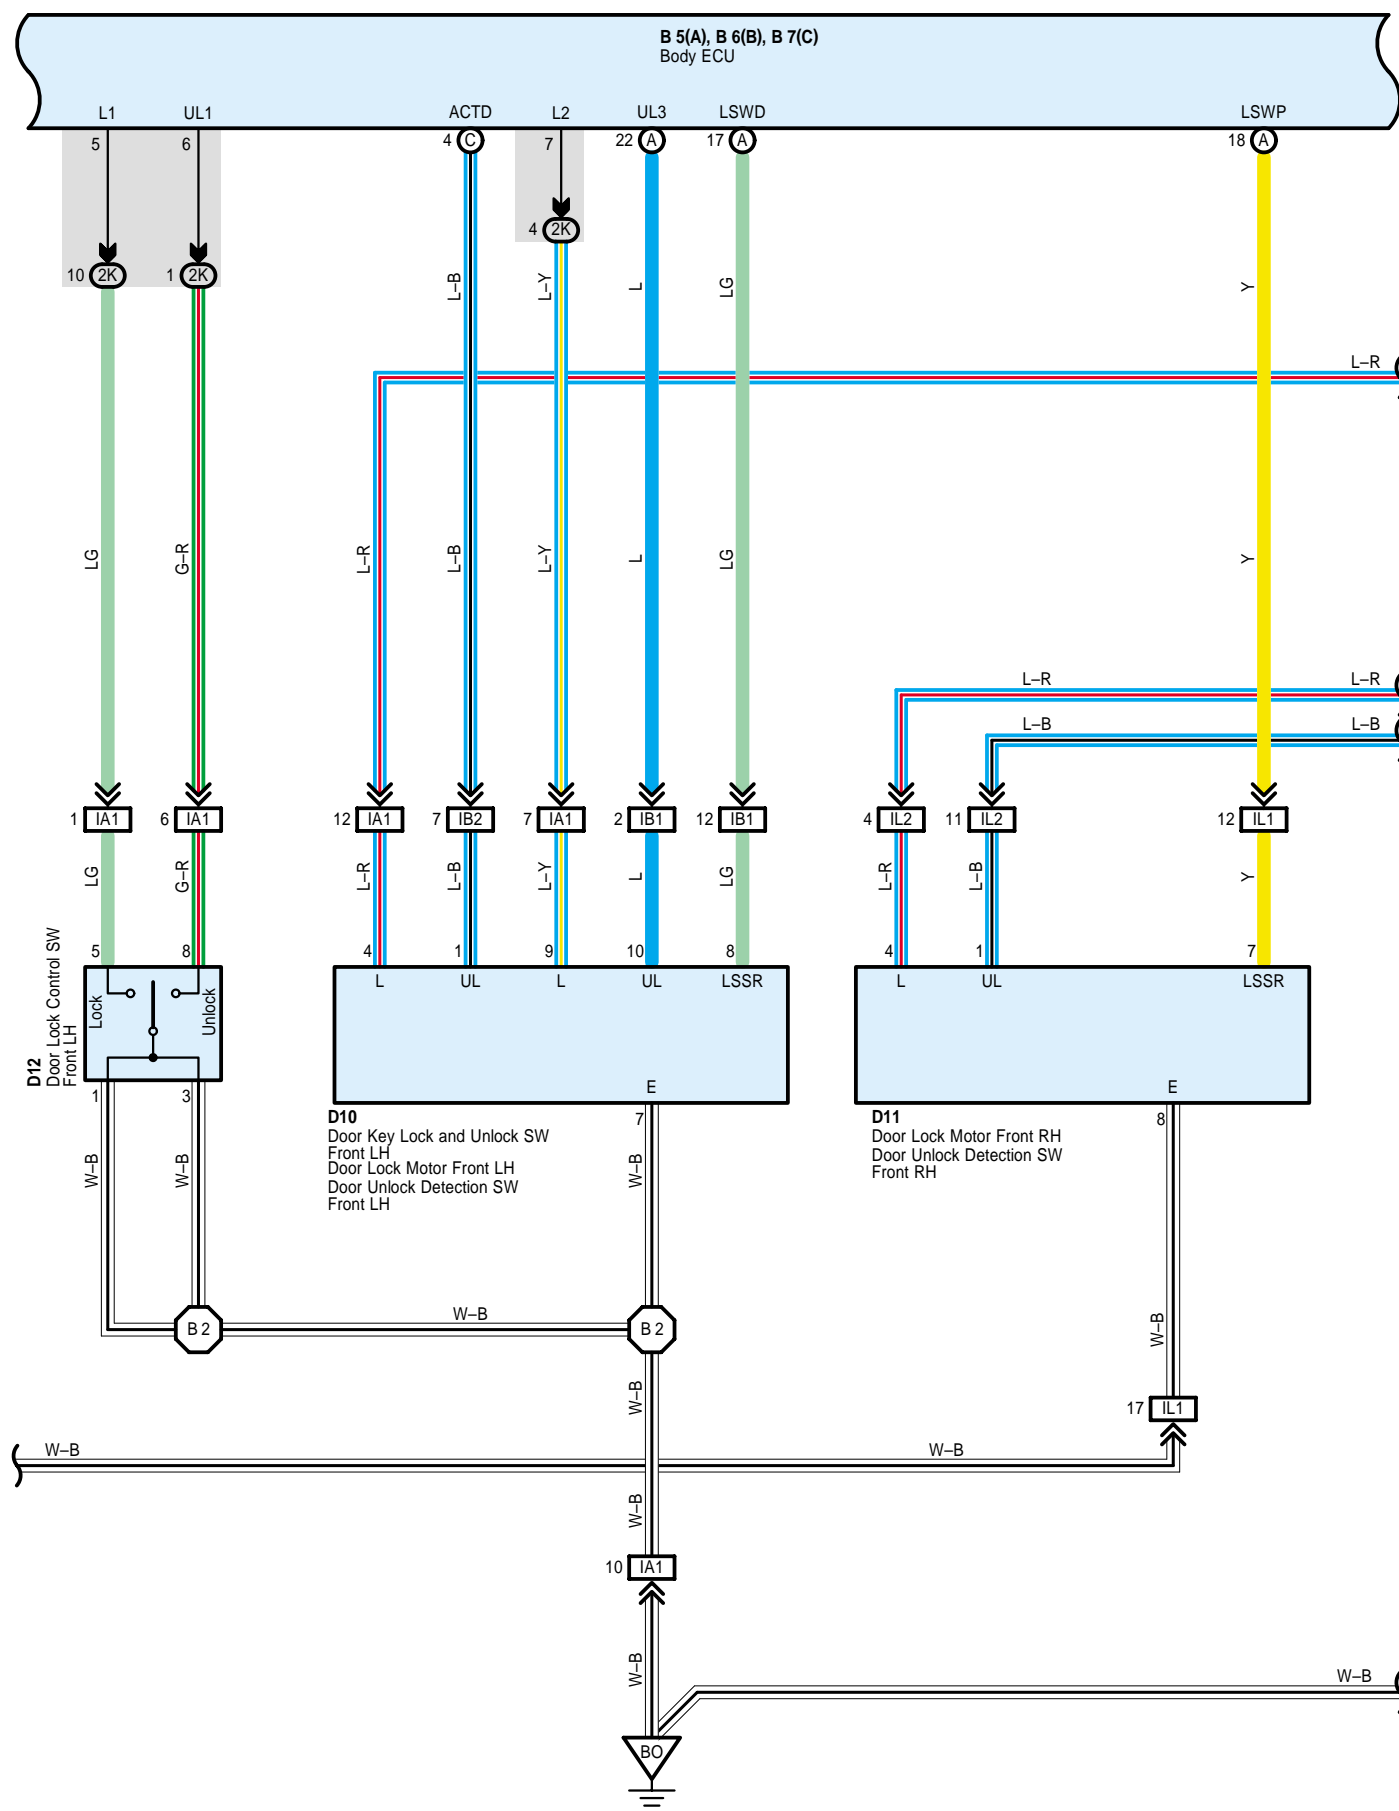 B 5(A), B 6(B), B 7(C)
Body ECU
L1 UL1 ACTD L2 UL3 LSWD LSWP
5 6 4 C 7 22 A 17 A 18 A
4 2K
10 2K 1 2K
L–B L–Y L LG Y
L–R
LG G–R L–R L–B L–Y L LG Y
L–R L–R
L–B L–B
1 IA1 6 IA1 12 IA1 7 IB2 7 IA1 2 IB1 12 IB1 4 IL2 11 IL2 12 IL1
LG G–R L–R L–B L–Y L LG L–R L–B Y
5 8 4 1 9 10 8 4 1 7
L UL L UL LSSR L UL LSSR
Lock Unlock
D12
Door Lock Control SW
Front LH
E E
1 3 7 8
D10
Door Key Lock and Unlock SW
Front LH
Door Lock Motor Front LH
Door Unlock Detection SW
Front LH
D11
Door Lock Motor Front RH
Door Unlock Detection SW
Front RH
W–B W–B W–B
W–B W–B
B 2 B 2
W–B
17 IL1
W–B W–B
W–B
10 IA1
W–B W–B
BO